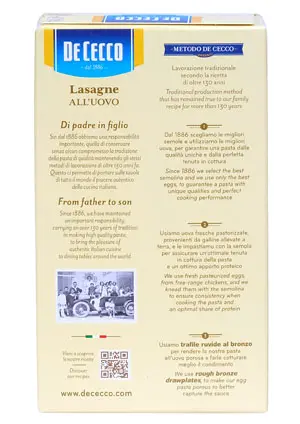 DE CECCO
dal 1886
Lasagne
ALL'UOVO
Di padre in figlio
Sin dal 1886 abbiamo una responsabilità
importante, quella di conservare
senza alcun compromesso la tradizione
della pasta di qualità mantenendo gli stessi
metodi di lavorazione di oltre 150 anni fa.
Questo ci permette di portare sulle tavole
di tutto il mondo il piacere autentico
della cucina italiana.
From father to son
Since 1886, we have maintained
an important responsibility:
carrying on over 150 years of tradition
in making high quality pasta,
to bring the pleasure of
authentic Italian cuisine
to dining tables around the world.
www.dececco.com
METODO DE CECCO
Lavorazione tradizionale
secondo la ricetta
di oltre 150 anni
Traditional production method
that has remained true to our family
recipe for more than 150 years
1
Dal 1886 scegliamo le migliori
semole e utilizziamo le migliori
uova, per garantire una pasta dalle
qualità uniche e dalla perfetta
tenuta in cottura
Since 1886 we select the best
semolina and we use only the best
eggs, to guarantee a pasta with
unique qualities and perfect
cooking performance
2
Usiamo uova fresche pastorizzate,
provenienti da galline allevate a
terra, e le impastiamo con la semola
per assicurare un'ottimale tenuta
in cottura della pasta
e un ottimo apporto proteico
We use fresh pasteurized eggs,
from free-range chickens, and we
knead them with the semolina
to ensure consistency when
cooking the pasta and
an optimal share of protein
3
Usiamo trafile ruvide al bronzo
per rendere la nostra pasta
all'uovo porosa e farle catturare
meglio il condimento
We use rough bronze
drawplates, to make our egg
pasta porous to better
capture the sauce